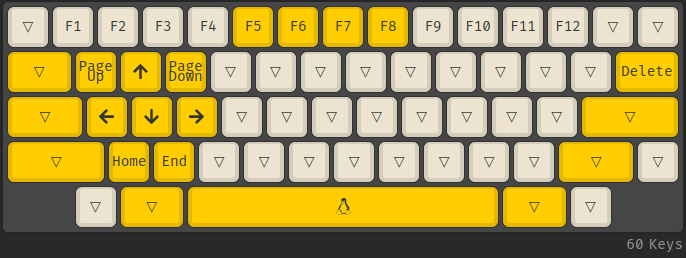 ▽ F1 F2 F3 F4 F5 F6 F7 F8 F9 F10 F11 F12 ▽ ▽
▽ Page Up ↑ Page Down ▽ ▽ ▽ ▽ ▽ ▽ ▽ ▽ ▽ Delete
▽ ← ↓ → ▽ ▽ ▽ ▽ ▽ ▽ ▽ ▽ ▽
▽ Home End ▽ ▽ ▽ ▽ ▽ ▽ ▽ ▽ ▽ ▽
▽ ▽ ▽ ▽
60 Keys